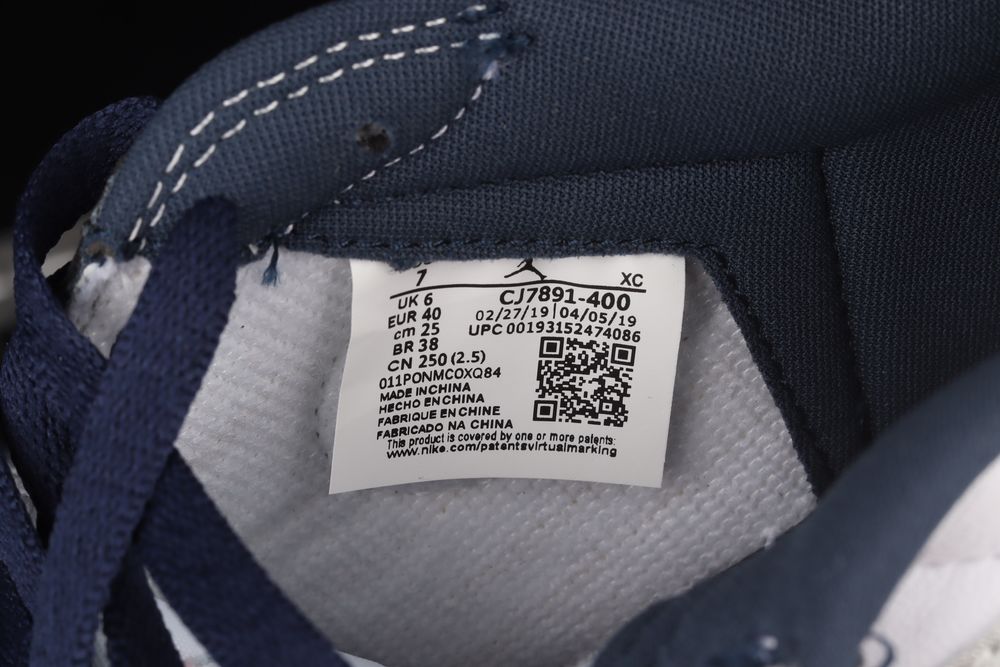 7 XC
UK 6 CJ7891-400
EUR 40 02/27/19|04/05/19
cm 25 UPC 00193152474086
BR 38
CN 250 (2.5)
011PONMCOXQ84
MADE IN CHINA
HECHO EN CHINA
FABRIQUE EN CHINE
FABRICADO NA CHINA
This product is covered by one or more patents:
www.nike.com/patentsvirtualmarking